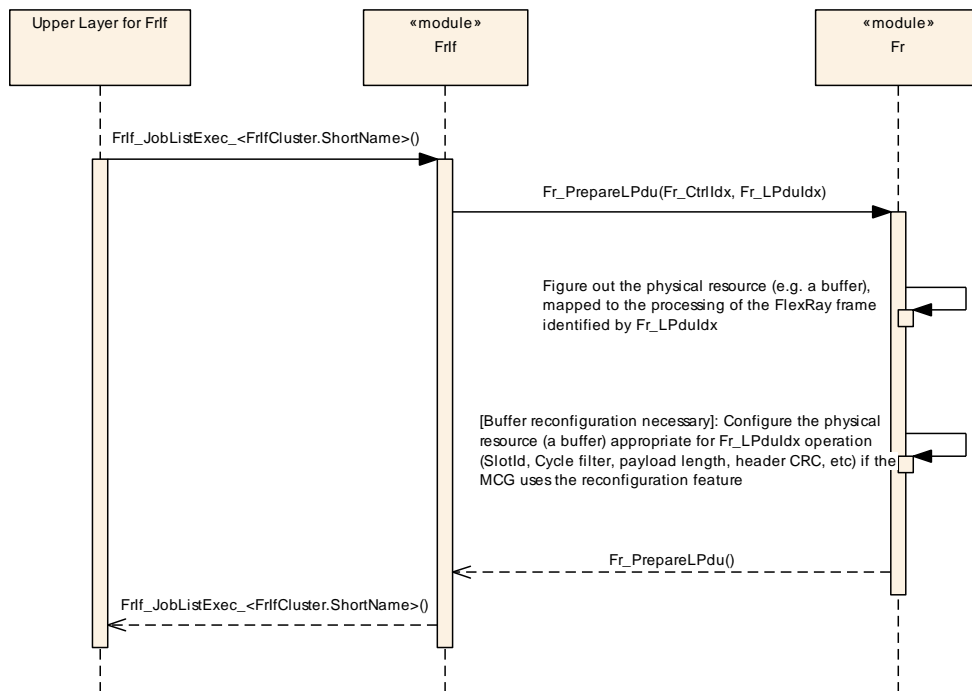 Upper Layer for FrIf
«module»
FrIf
«module»
Fr
FrIf_JobListExec_<FrIfCluster.ShortName>()
Fr_PrepareLPdu(Fr_CtrlIdx, Fr_LPduIdx)
Figure out the physical resource (e.g. a buffer),
mapped to the processing of the FlexRay frame
identified by Fr_LPduIdx
[Buffer reconfiguration necessary]: Configure the physical
resource (a buffer) appropriate for Fr_LPduIdx operation
(SlotId, Cycle filter, payload length, header CRC, etc) if the
MCG uses the reconfiguration feature
Fr_PrepareLPdu()
FrIf_JobListExec_<FrIfCluster.ShortName>()